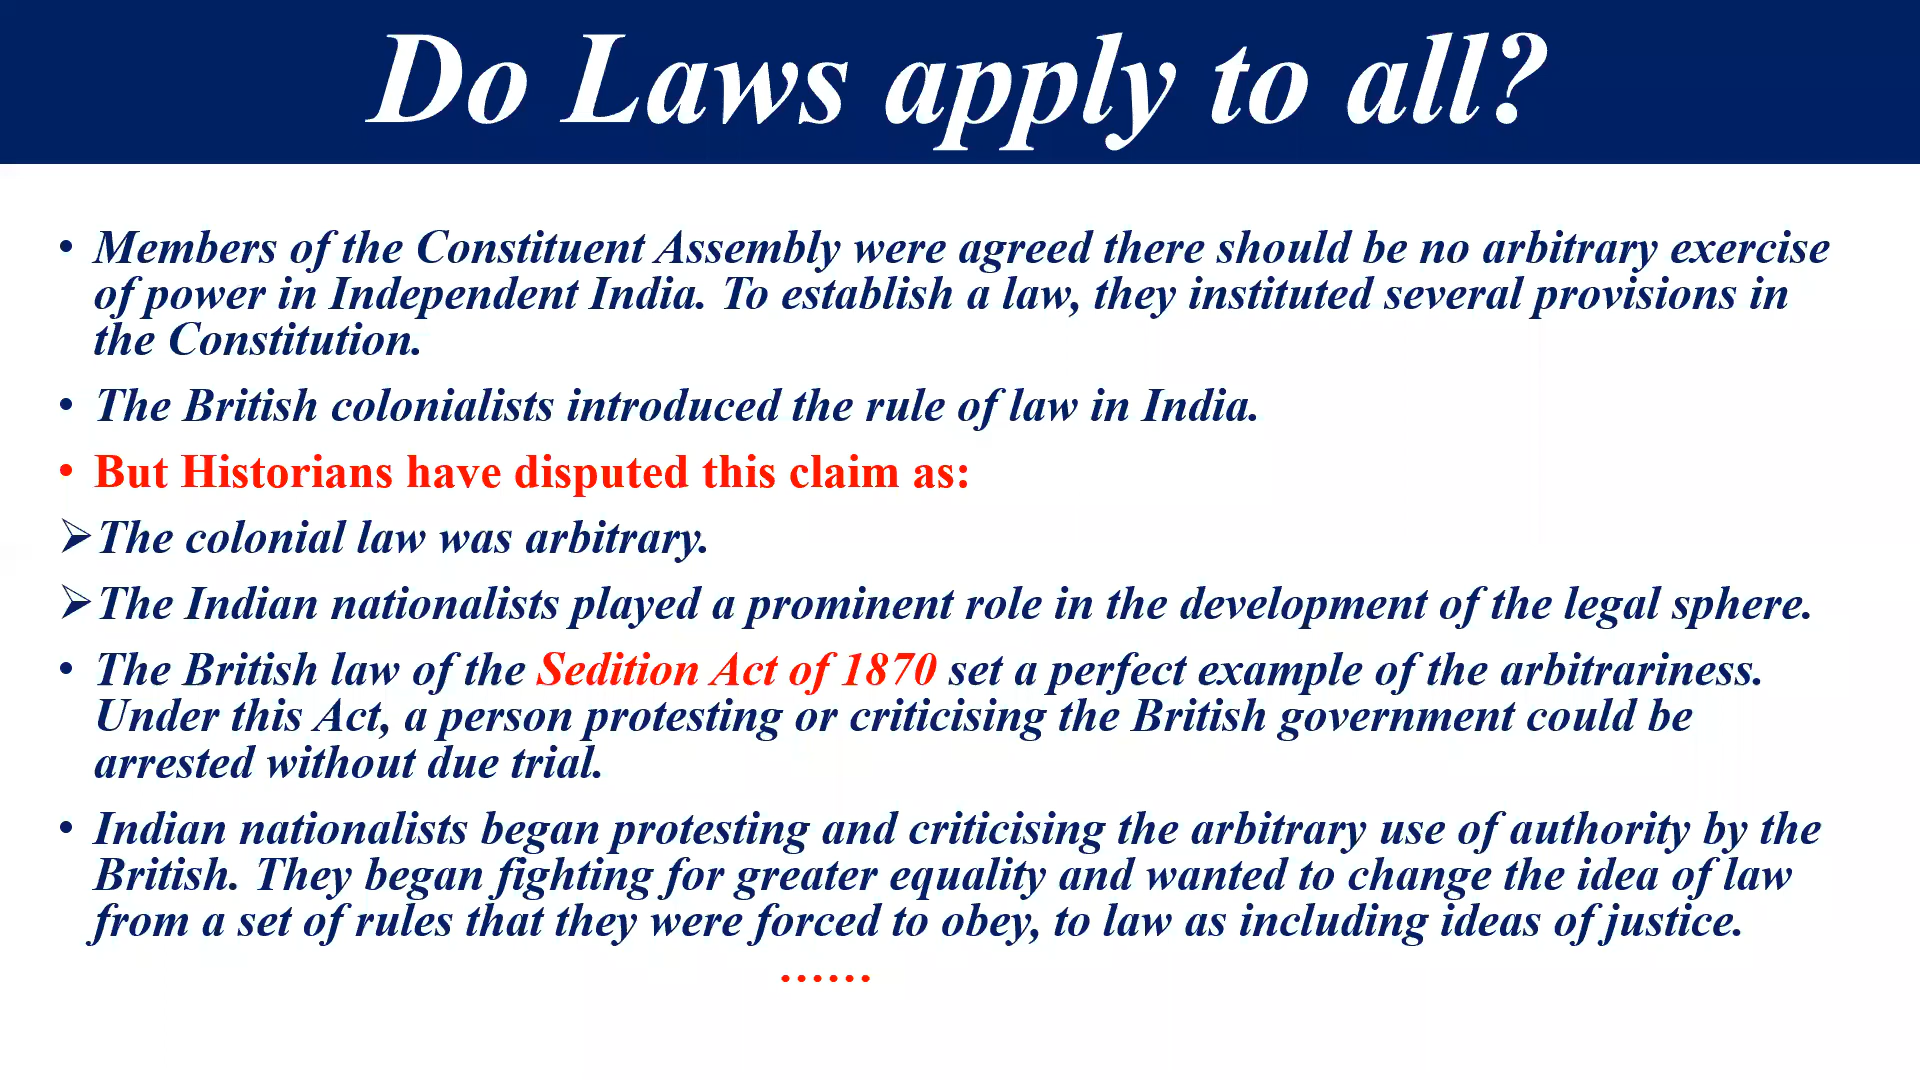 Do Laws apply to all?
• Members of the Constituent Assembly were agreed there should be no arbitrary exercise
of power in Independent India. To establish a law, they instituted several provisions in
the Constitution.
• The British colonialists introduced the rule of law in India.
• But Historians have disputed this claim as:
➢The colonial law was arbitrary.
➢The Indian nationalists played a prominent role in the development of the legal sphere.
• The British law of the Sedition Act of 1870 set a perfect example of the arbitrariness.
Under this Act, a person protesting or criticising the British government could be
arrested without due trial.
• Indian nationalists began protesting and criticising the arbitrary use of authority by the
British. They began fighting for greater equality and wanted to change the idea of law
from a set of rules that they were forced to obey, to law as including ideas of justice.
......